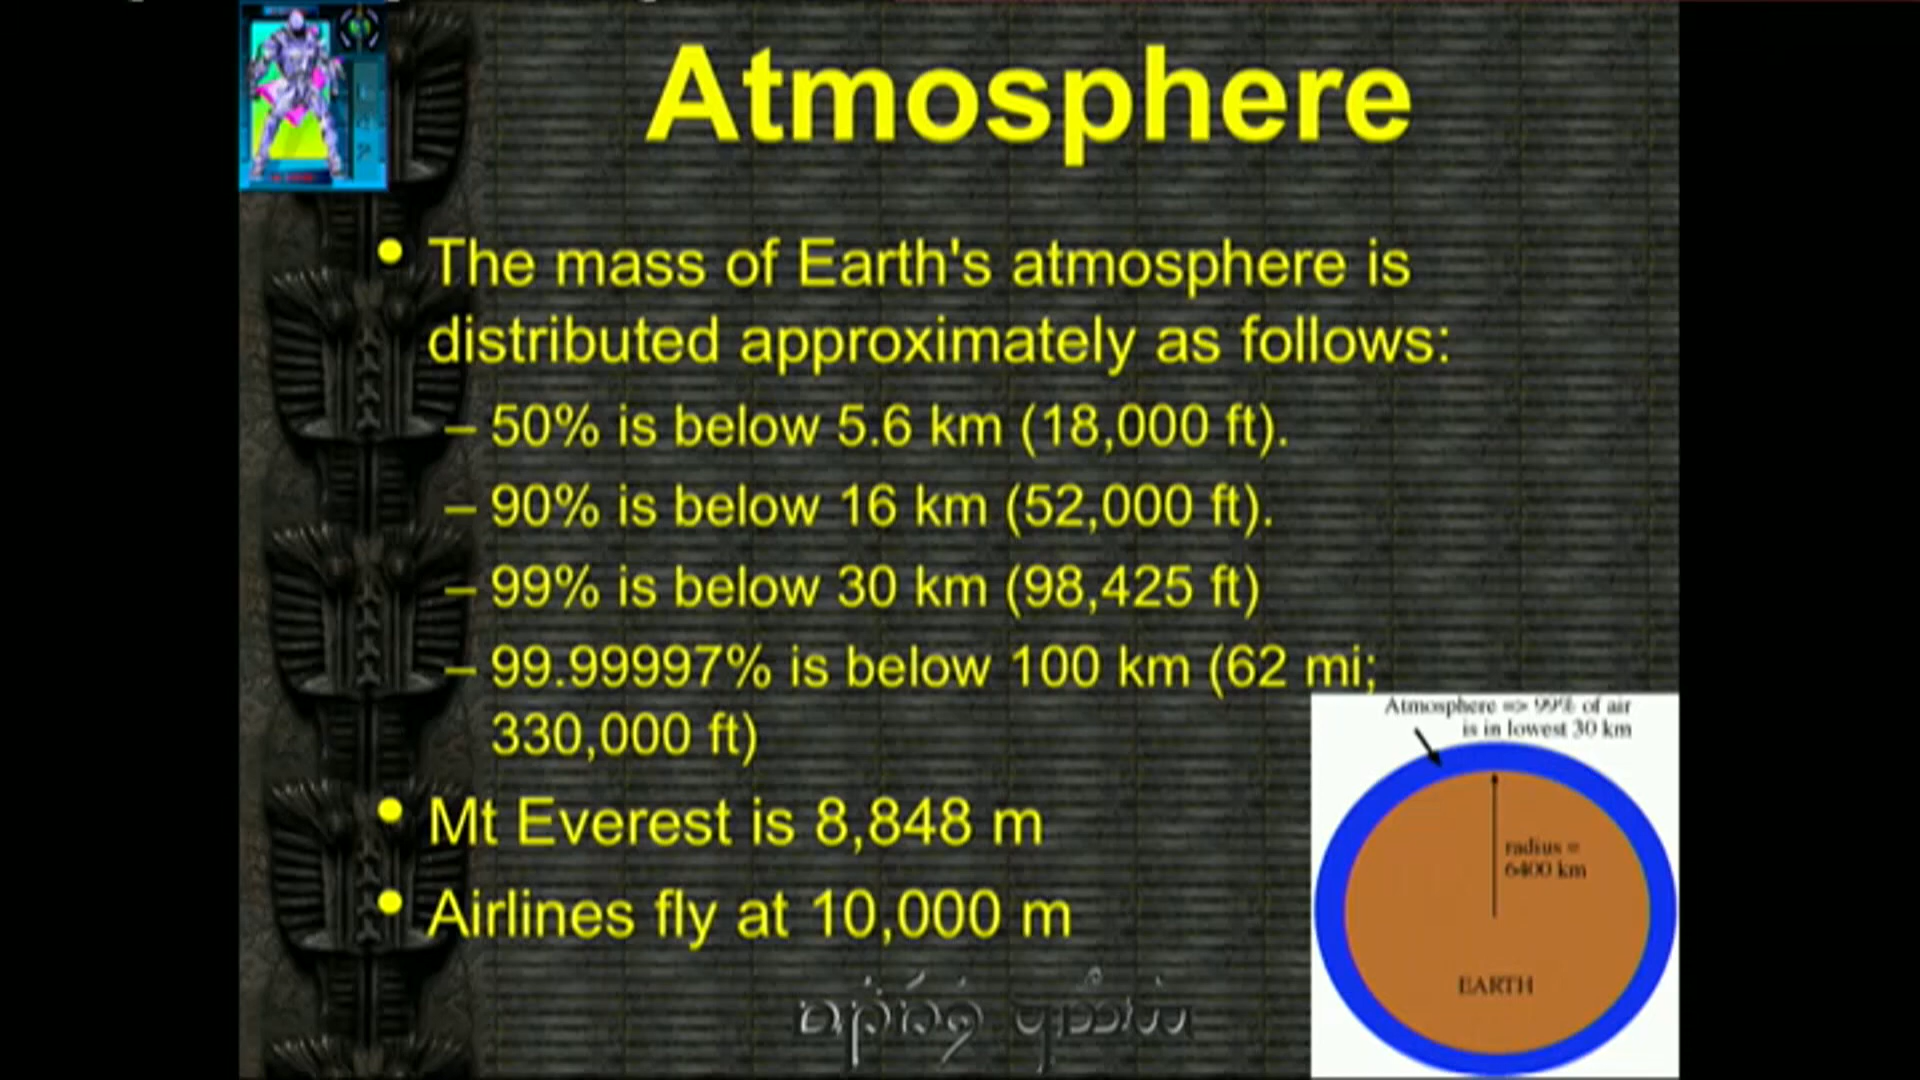 Atmosphere
• The mass of Earth's atmosphere is
distributed approximately as follows:
– 50% is below 5.6 km (18,000 ft).
– 90% is below 16 km (52,000 ft).
– 99% is below 30 km (98,425 ft)
– 99.99997% is below 100 km (62 mi;
330,000 ft)
• Mt Everest is 8,848 m
• Airlines fly at 10,000 m
Atmosphere => 99% of air
is in lowest 30 km
radius =
6400 km
EARTH